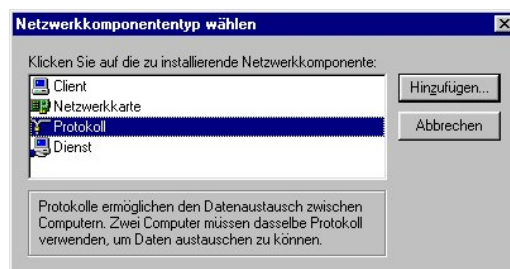 Netzwerkkomponententyp wählen
Klicken Sie auf die zu installierende Netzwerkkomponente:
Client
Netzwerkkarte
Protokoll
Dienst
Hinzufügen...
Abbrechen
Protokolle ermöglichen den Datenaustausch zwischen
Computern. Zwei Computer müssen dasselbe Protokoll
verwenden, um Daten austauschen zu können.